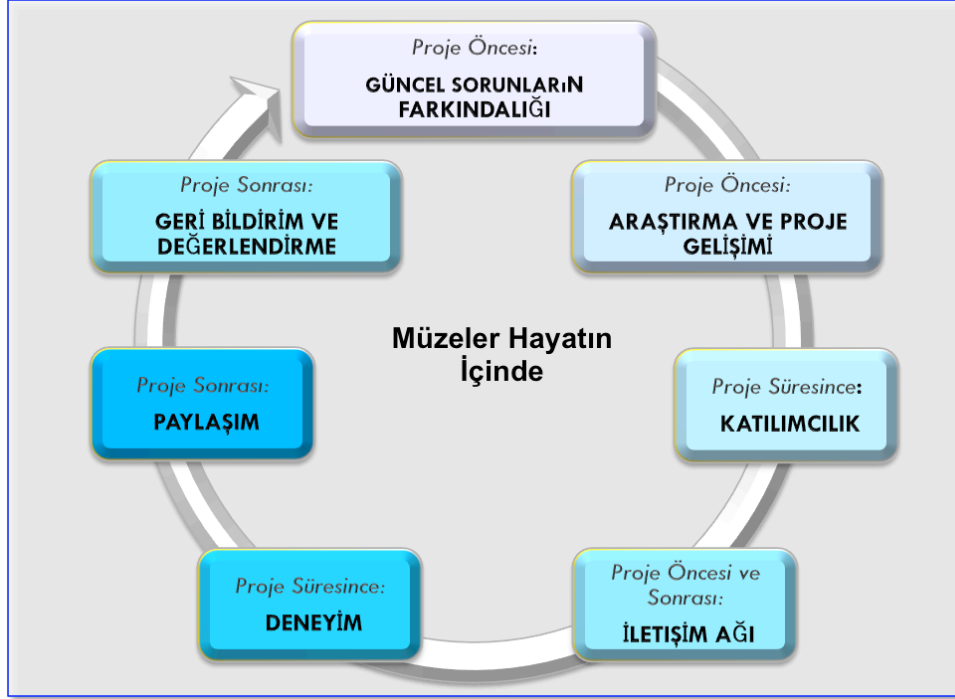 Proje Öncesi:
GÜNCEL SORUNLARıN
FARKINDALIĞI
Proje Öncesi:
ARAŞTIRMA VE PROJE
GELİŞİMİ
Proje Süresince:
KATILIMCILIK
Proje Öncesi ve
Sonrası:
İLETIŞİM AĞI
Proje Süresince:
DENEYİM
Proje Sonrası:
PAYLAŞIM
Proje Sonrası:
GERİ BİLDİRİM VE
DEĞERLENDİRME
Müzeler Hayatın
İçinde